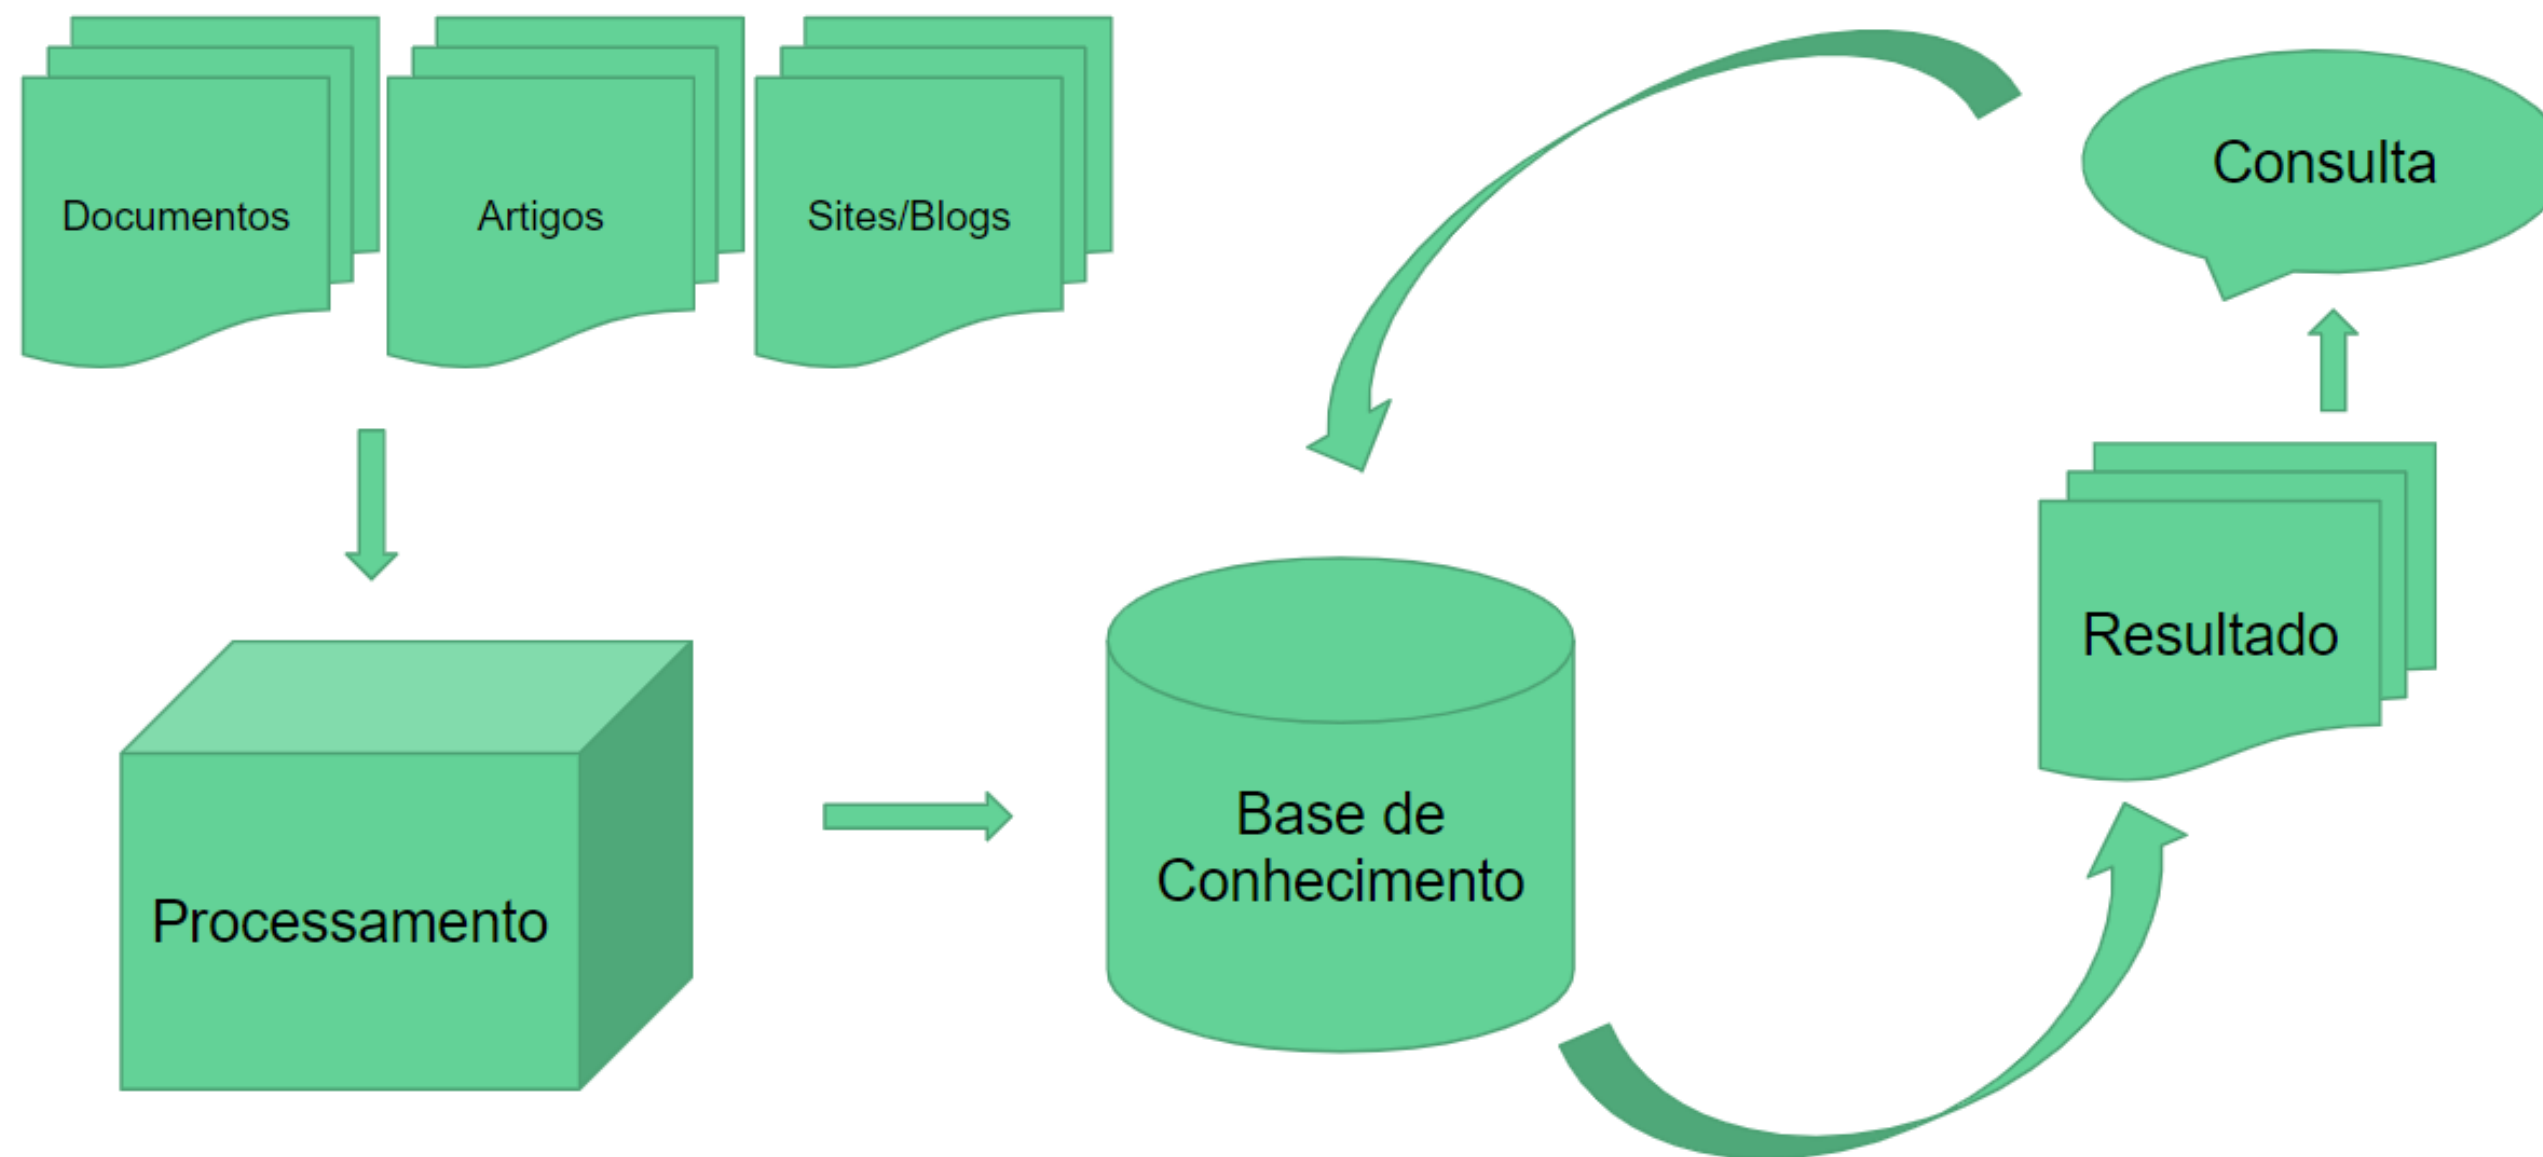 Documentos
Artigos
Sites/Blogs
Consulta
Resultado
Processamento
Base de
Conhecimento